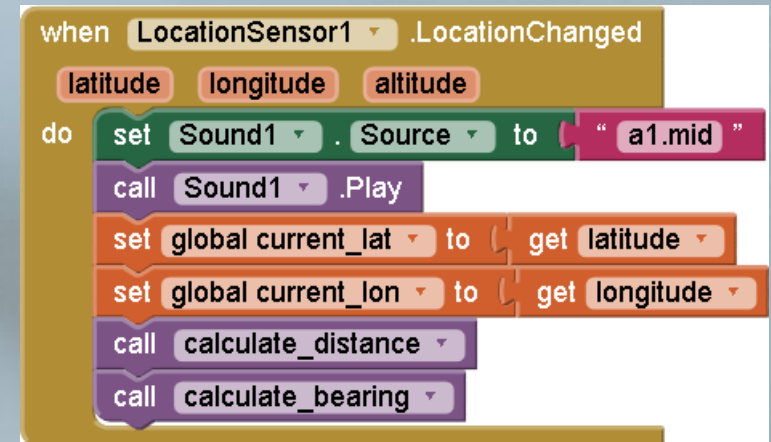 when LocationSensor1 .LocationChanged
latitude longitude altitude
do set Sound1 . Source to " a1.mid "
call Sound1 .Play
set global current_lat to get latitude
set global current_lon to get longitude
call calculate_distance
call calculate_bearing